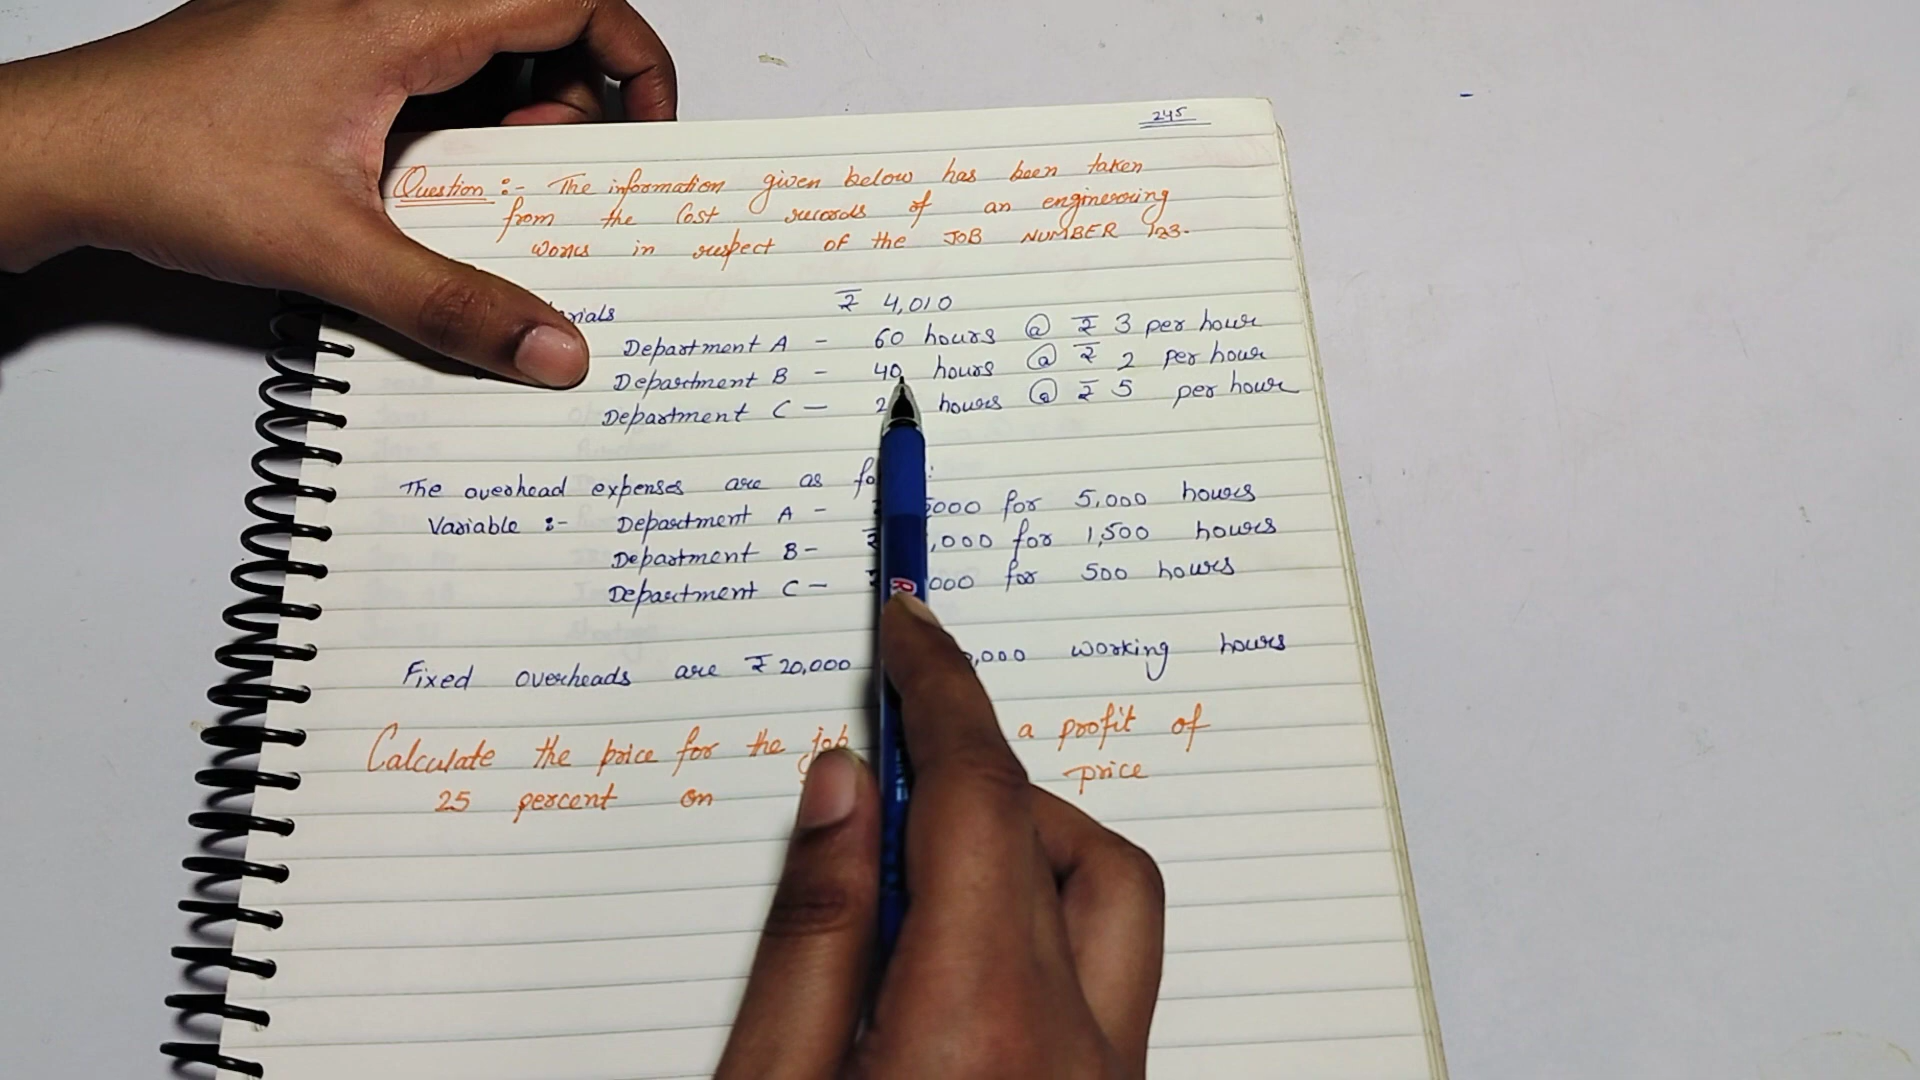 245
Question :- The information given below has been taken
from the Cost records of an engineering
works in respect of the JOB NUMBER 123.
rials ₹ 4,010
Department A - 60 hours @ ₹ 3 per hour
Department B - 40 hours @ ₹ 2 per hour
Department C - 2 hours @ ₹ 5 per hour
The overhead expenses are as fo :
Variable :- Department A - 5000 for 5,000 hours
Department B - ₹ ,000 for 1,500 hours
Department C - 000 for 500 hours
Fixed overheads are ₹ 20,000 ,000 working hours
Calculate the price for the job a profit of
25 percent on price